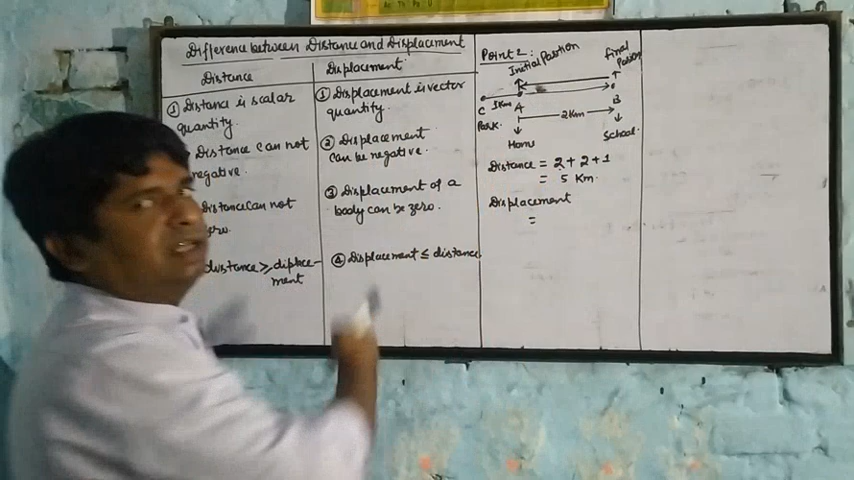 Difference between Distance and Displacement
Distance
① Distance is scalar
quantity.
Distance can not
negative.
Distance Can not
zero.
distance ≥ diplace-
ment
Displacement
① Displacement is vector
quantity.
② Displacement
can be negative.
③ Displacement of a
body can be zero.
④ Displacement ≤ distance
Point 2:
Initial Postion
final
Postion
C 1Km A 2Km B
Park.
Home
School.
Distance = 2 + 2 + 1
= 5 Km.
Displacement
=